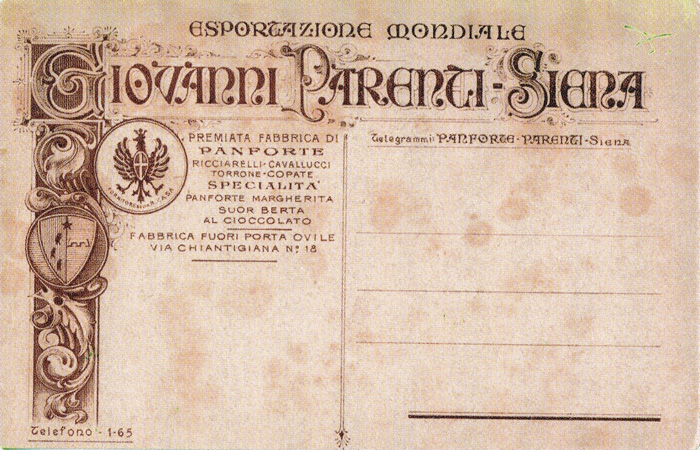 ESPORTAZIONE MONDIALE
GIOVANNI PARENTI - SIENA
PREMIATA FABBRICA DI
PANFORTE
RICCIARELLI - CAVALLUCCI
TORRONE - COPATE
SPECIALITA'
PANFORTE MARGHERITA
SUOR BERTA
AL CIOCCOLATO
FABBRICA FUORI PORTA OVILE
VIA CHIANTIGIANA Nº 18
Telegrammi: PANFORTE - PARENTI - SIENA
Telefono - 1-65